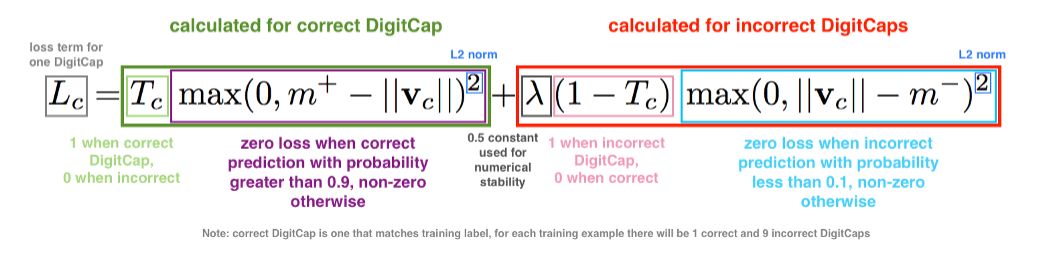 calculated for correct DigitCap
calculated for incorrect DigitCaps
loss term for
one DigitCap
L2 norm
L2 norm
L_c = T_c max(0, m^+ − ||v_c||)^2 + λ(1 − T_c) max(0, ||v_c|| − m^−)^2
1 when correct
DigitCap,
0 when incorrect
zero loss when correct
prediction with probability
greater than 0.9, non-zero
otherwise
0.5 constant
used for
numerical
stability
1 when incorrect
DigitCap,
0 when correct
zero loss when incorrect
prediction with probability
less than 0.1, non-zero
otherwise
Note: correct DigitCap is one that matches training label, for each training example there will be 1 correct and 9 incorrect DigitCaps